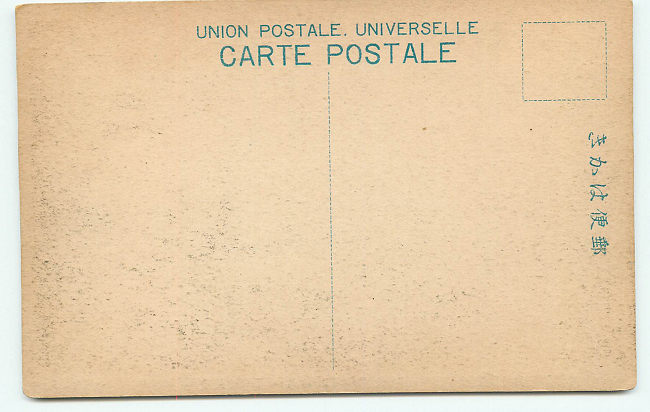 UNION POSTALE. UNIVERSELLE
CARTE POSTALE
郵便はかき